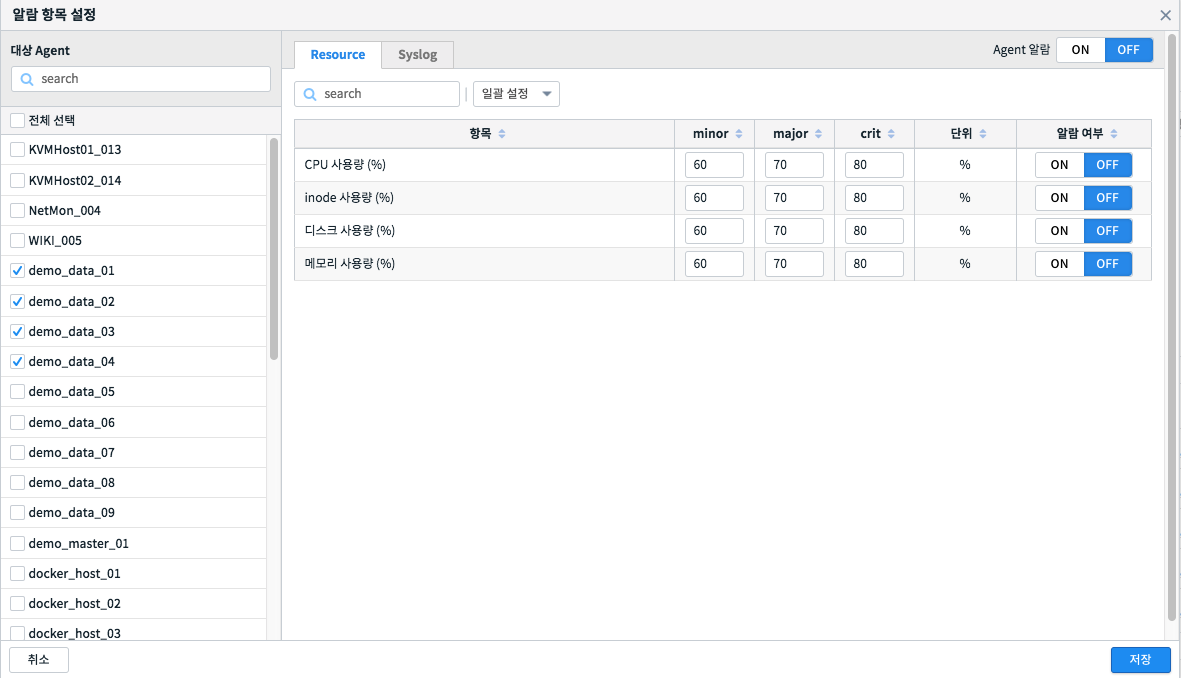 알람 항목 설정
대상 Agent
search
전체 선택
KVMHost01_013
KVMHost02_014
NetMon_004
WIKI_005
demo_data_01
demo_data_02
demo_data_03
demo_data_04
demo_data_05
demo_data_06
demo_data_07
demo_data_08
demo_data_09
demo_master_01
docker_host_01
docker_host_02
docker_host_03
Resource Syslog
Agent 알람 ON OFF
search | 일괄 설정
항목 minor major crit 단위 알람 여부
CPU 사용량 (%) 60 70 80 % ON OFF
inode 사용량 (%) 60 70 80 % ON OFF
디스크 사용량 (%) 60 70 80 % ON OFF
메모리 사용량 (%) 60 70 80 % ON OFF
취소 저장